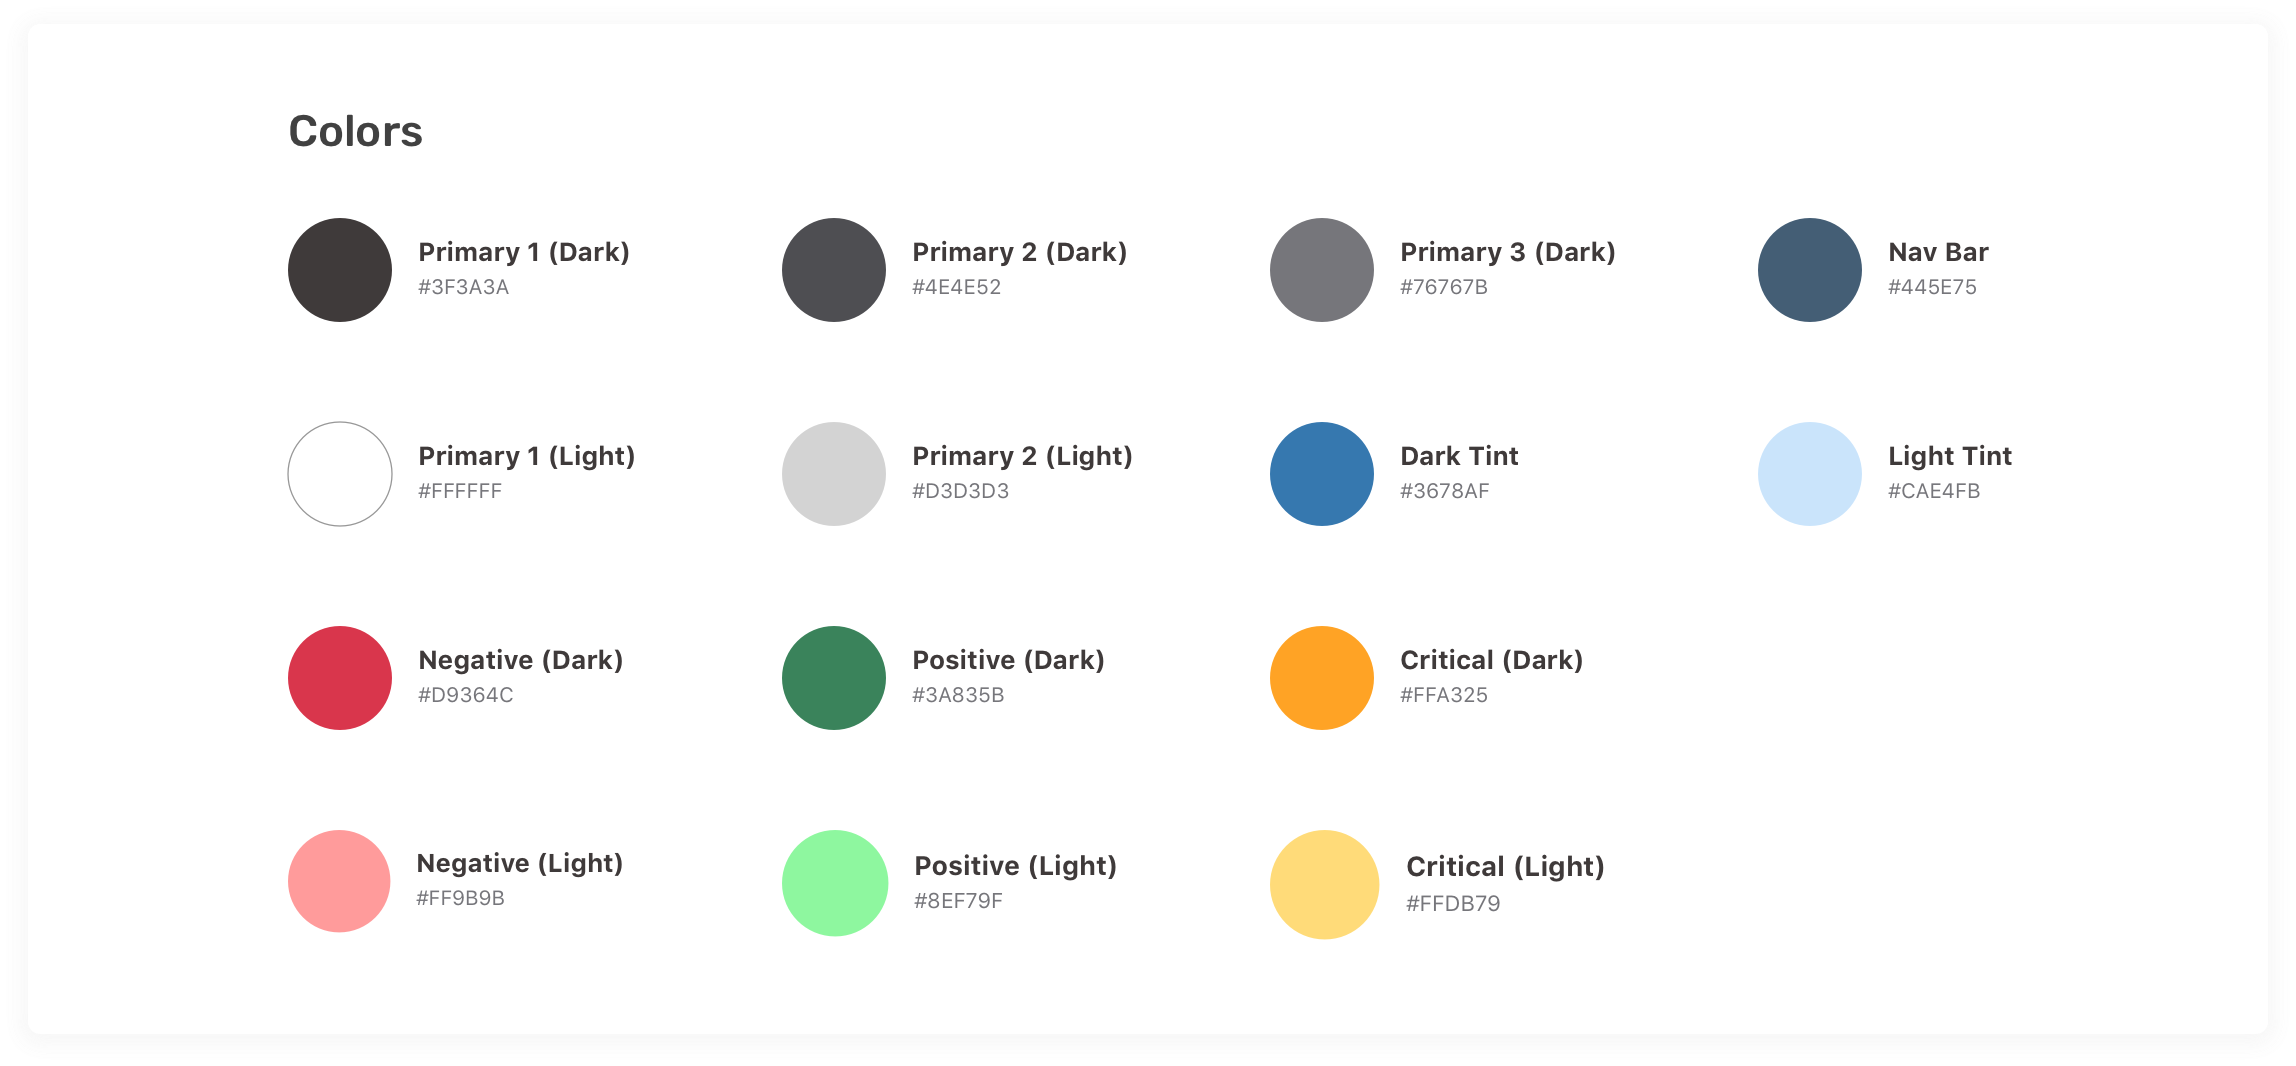 Colors
Primary 1 (Dark)
#3F3A3A
Primary 2 (Dark)
#4E4E52
Primary 3 (Dark)
#76767B
Nav Bar
#445E75
Primary 1 (Light)
#FFFFFF
Primary 2 (Light)
#D3D3D3
Dark Tint
#3678AF
Light Tint
#CAE4FB
Negative (Dark)
#D9364C
Positive (Dark)
#3A835B
Critical (Dark)
#FFA325
Negative (Light)
#FF9B9B
Positive (Light)
#8EF79F
Critical (Light)
#FFDB79